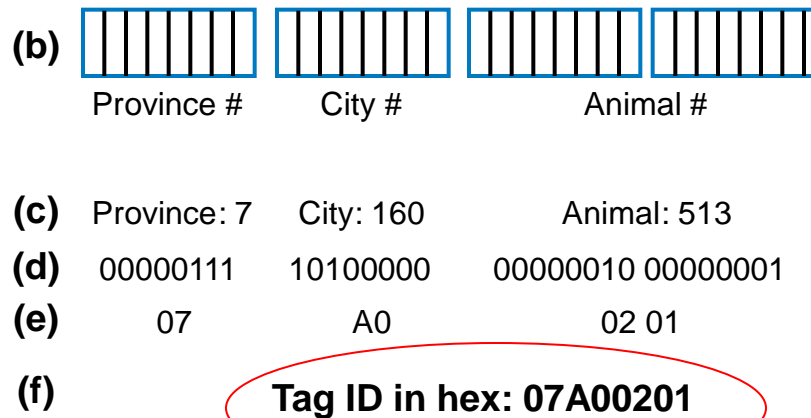 (b)
Province # City # Animal #
(c) Province: 7 City: 160 Animal: 513
(d) 00000111 10100000 00000010 00000001
(e) 07 A0 02 01
(f) Tag ID in hex: 07A00201